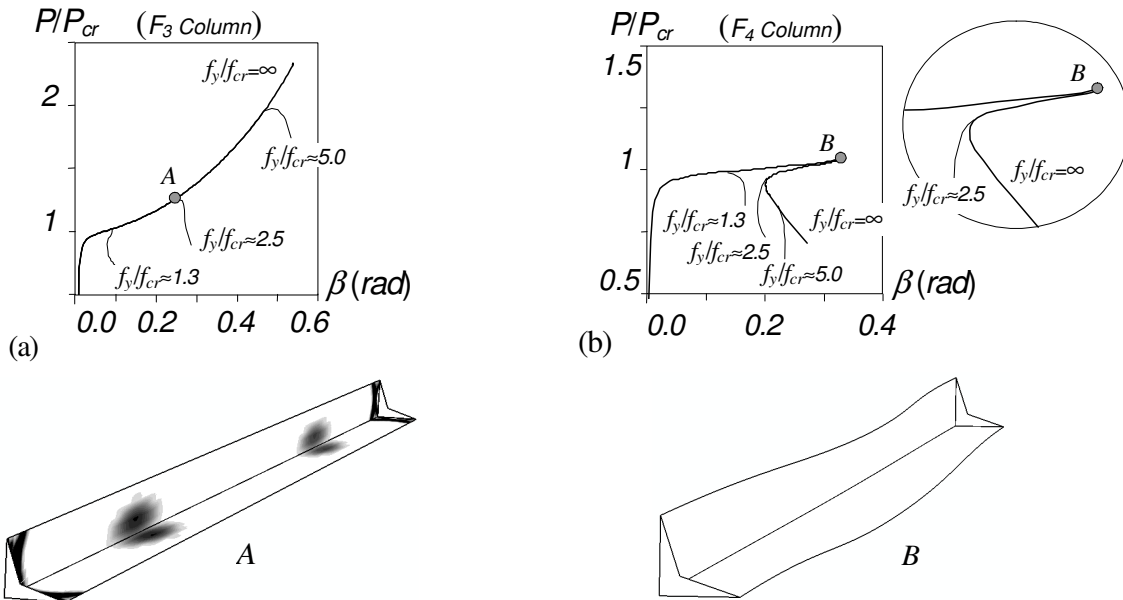 P/Pcr (F3 Column)
2
1
fy/fcr=∞
fy/fcr≈5.0
A
fy/fcr≈2.5
fy/fcr≈1.3
β (rad)
0.0 0.2 0.4 0.6
(a)
A
P/Pcr (F4 Column)
1.5
1
0.5
B
fy/fcr≈1.3
fy/fcr=∞
fy/fcr≈2.5
fy/fcr≈5.0
β (rad)
0.0 0.2 0.4
(b)
B
fy/fcr≈2.5
fy/fcr=∞
B